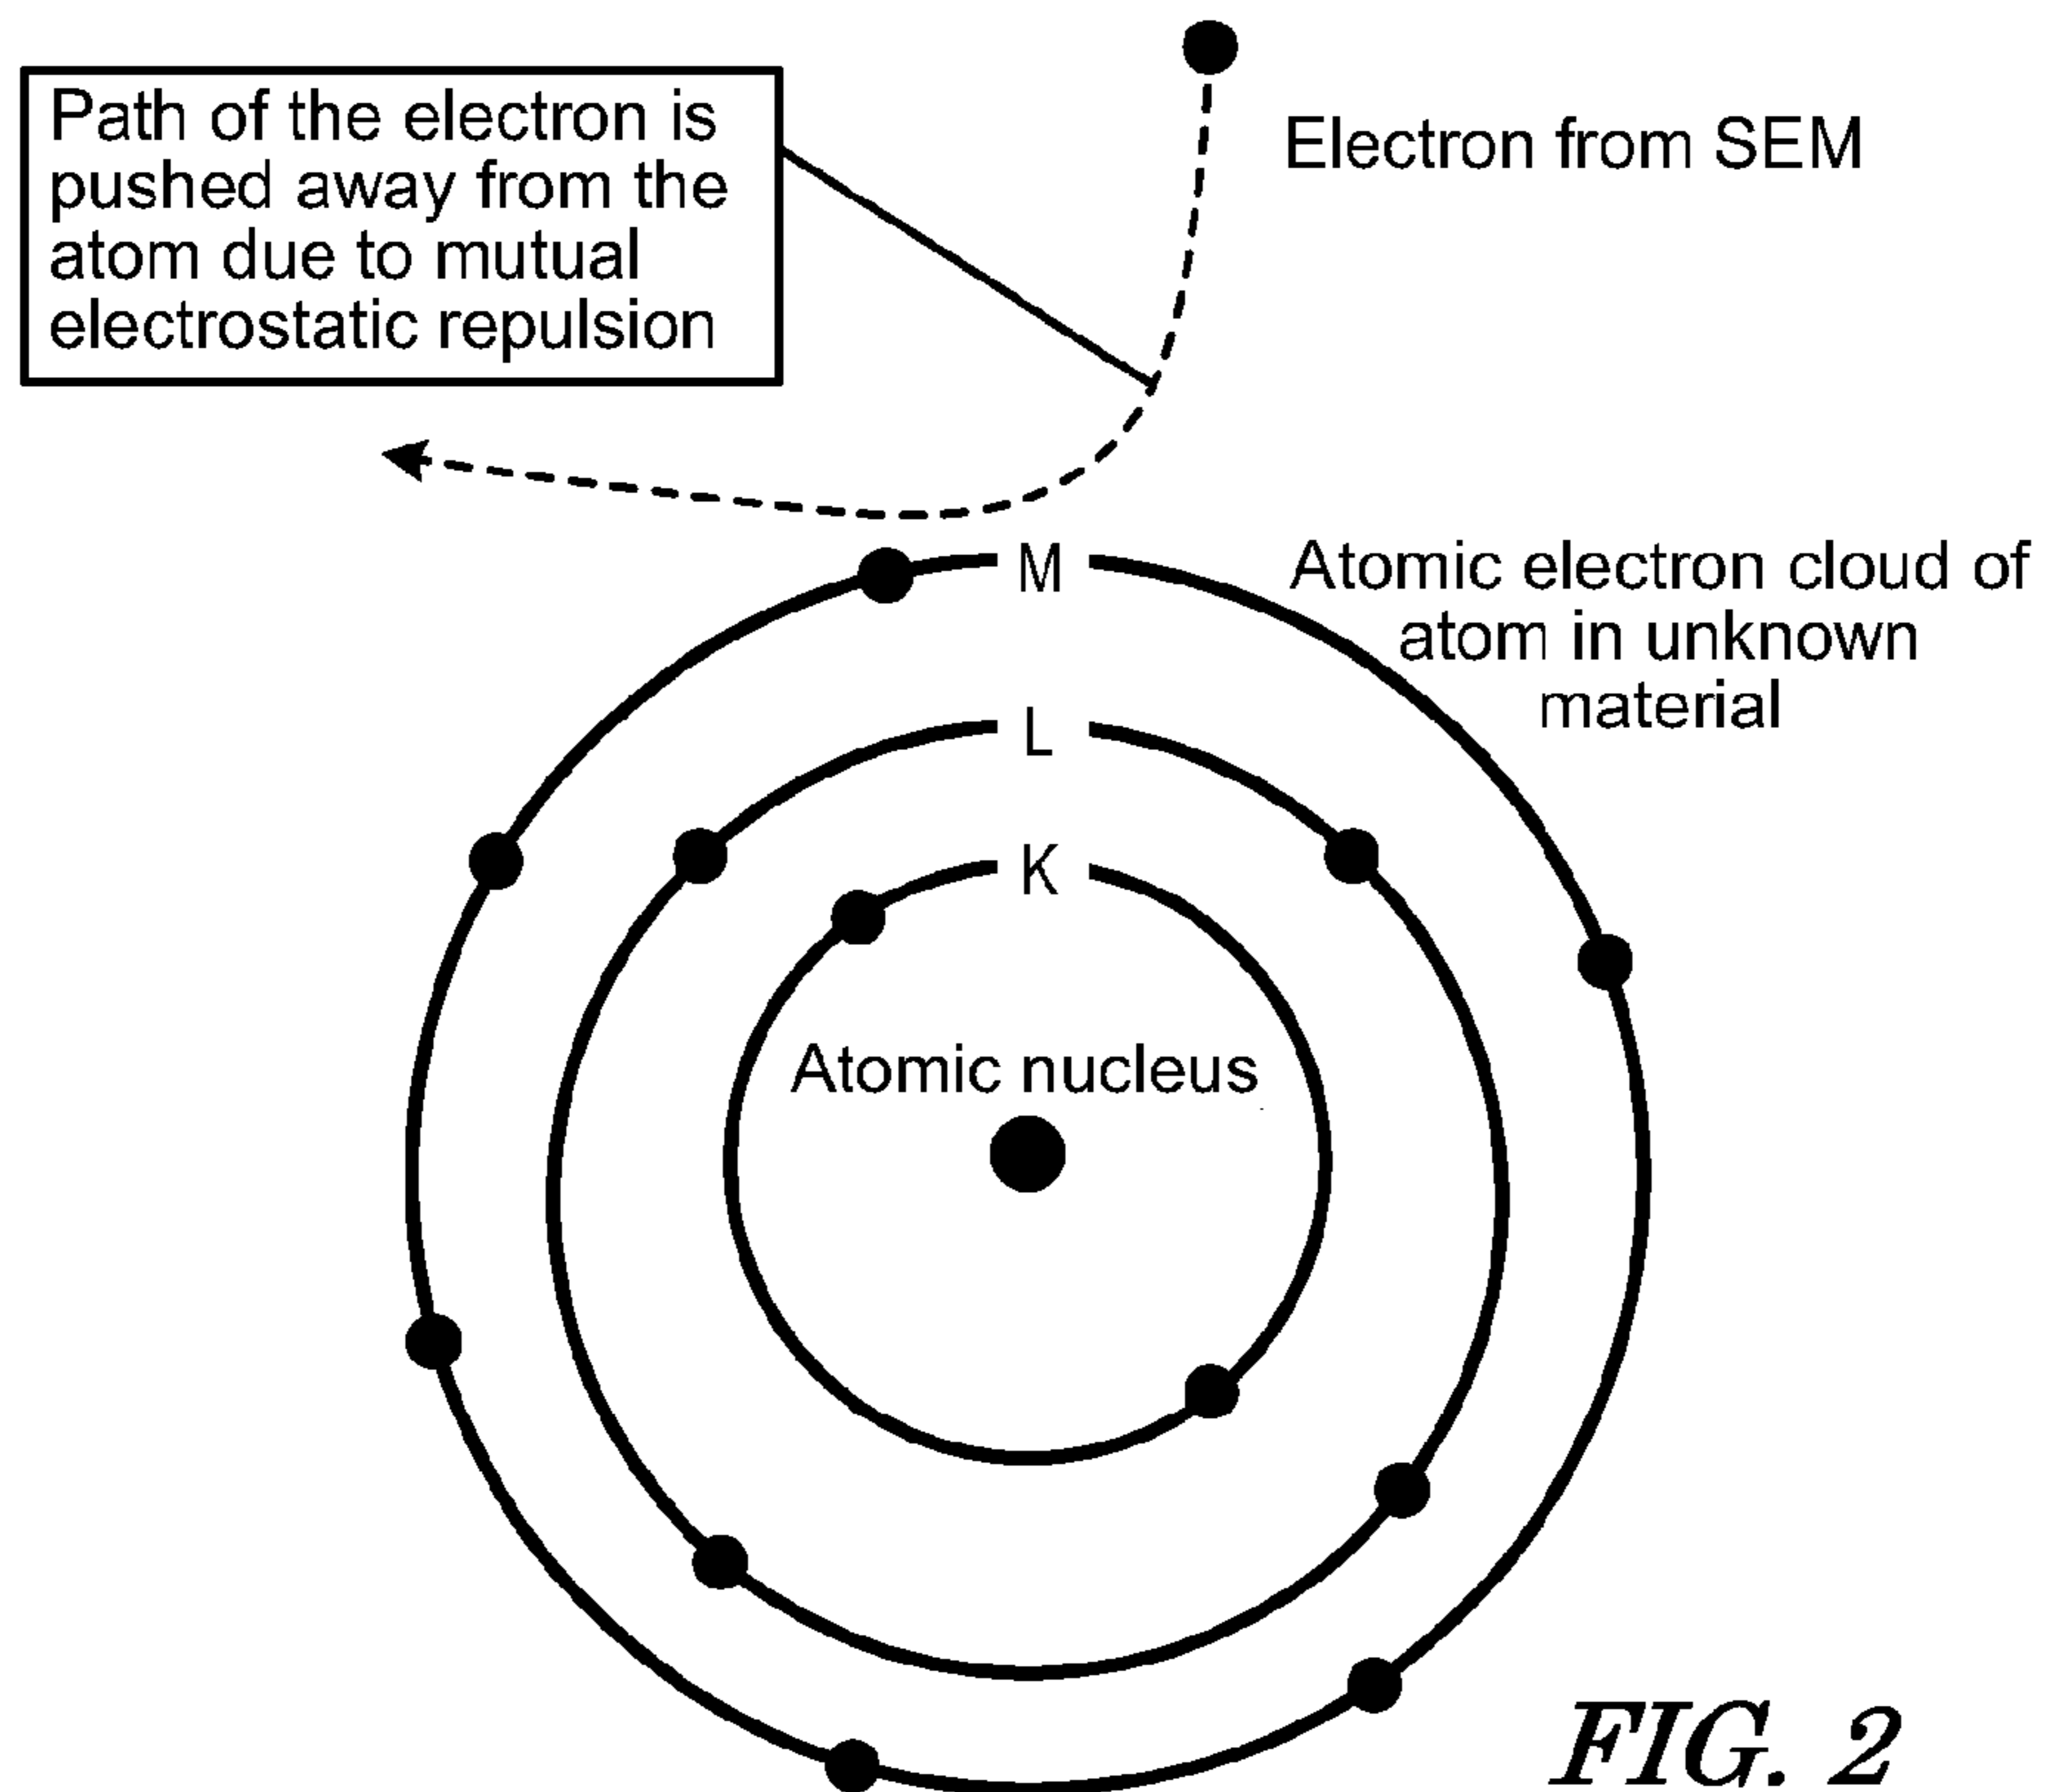 Path of the electron is
pushed away from the
atom due to mutual
electrostatic repulsion
Electron from SEM
M
Atomic electron cloud of
atom in unknown
material
L
K
Atomic nucleus
FIG. 2